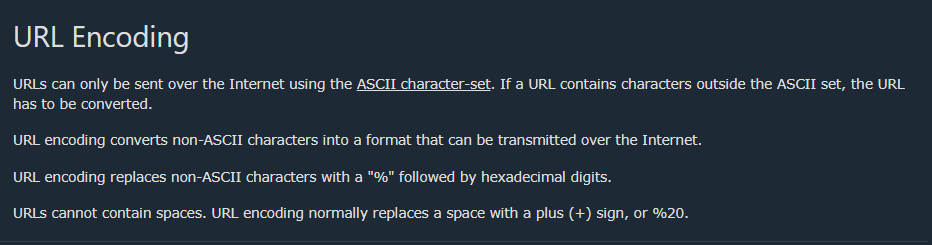 URL Encoding
URLs can only be sent over the Internet using the ASCII character-set. If a URL contains characters outside the ASCII set, the URL
has to be converted.
URL encoding converts non-ASCII characters into a format that can be transmitted over the Internet.
URL encoding replaces non-ASCII characters with a "%" followed by hexadecimal digits.
URLs cannot contain spaces. URL encoding normally replaces a space with a plus (+) sign, or %20.